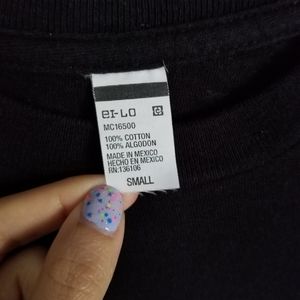 ei-LO
MC16500
100% COTTON
100% ALGODON
MADE IN MEXICO
HECHO EN MEXICO
RN:136106
SMALL